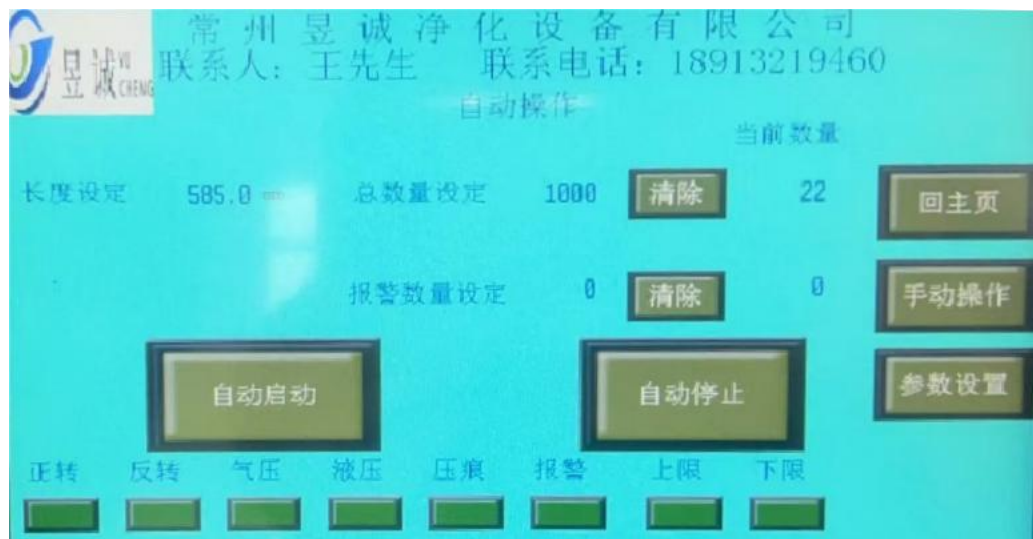 常州昱诚净化设备有限公司
昱诚 YU CHENG 联系人：王先生 联系电话：18913219460
自动操作
当前数量
长度设定 585.0 mm 总数量设定 1000 清除 22 回主页
报警数量设定 0 清除 0 手动操作
自动启动 自动停止 参数设置
正转 反转 气压 液压 压痕 报警 上限 下限